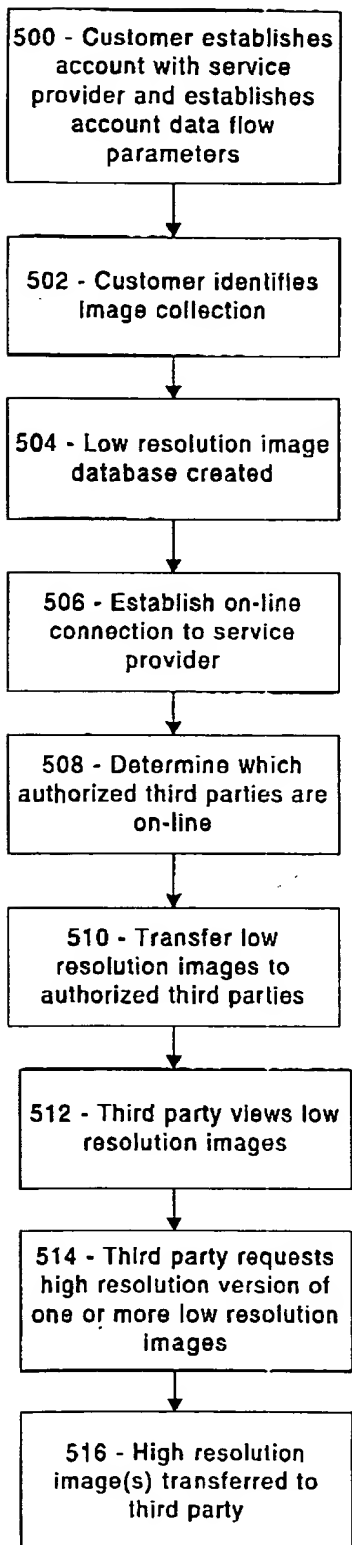 500 - Customer establishes
account with service
provider and establishes
account data flow
parameters
502 - Customer identifies
image collection
504 - Low resolution image
database created
506 - Establish on-line
connection to service
provider
508 - Determine which
authorized third parties are
on-line
510 - Transfer low
resolution images to
authorized third parties
512 - Third party views low
resolution images
514 - Third party requests
high resolution version of
one or more low resolution
images
516 - High resolution
image(s) transferred to
third party